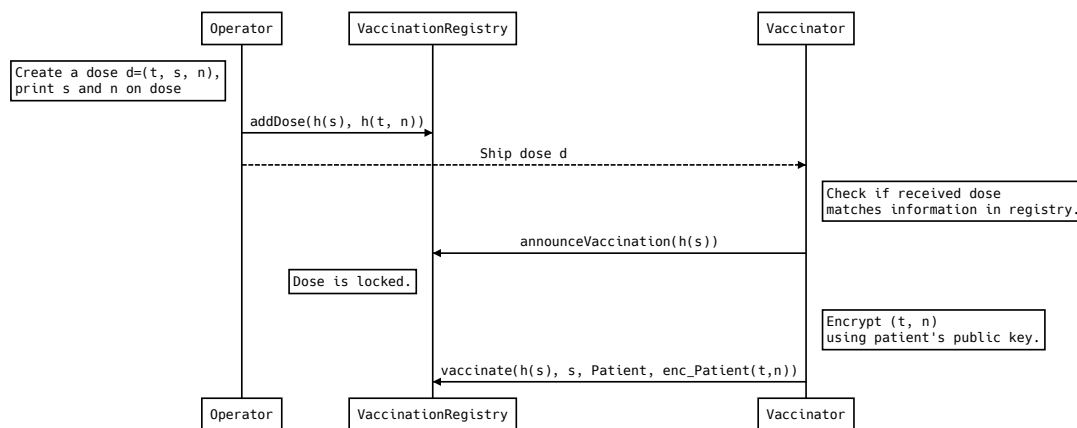 Operator
VaccinationRegistry
Vaccinator
Create a dose d=(t, s, n),
print s and n on dose
addDose(h(s), h(t, n))
Ship dose d
Check if received dose
matches information in registry.
announceVaccination(h(s))
Dose is locked.
Encrypt (t, n)
using patient's public key.
vaccinate(h(s), s, Patient, enc_Patient(t,n))
Operator
VaccinationRegistry
Vaccinator